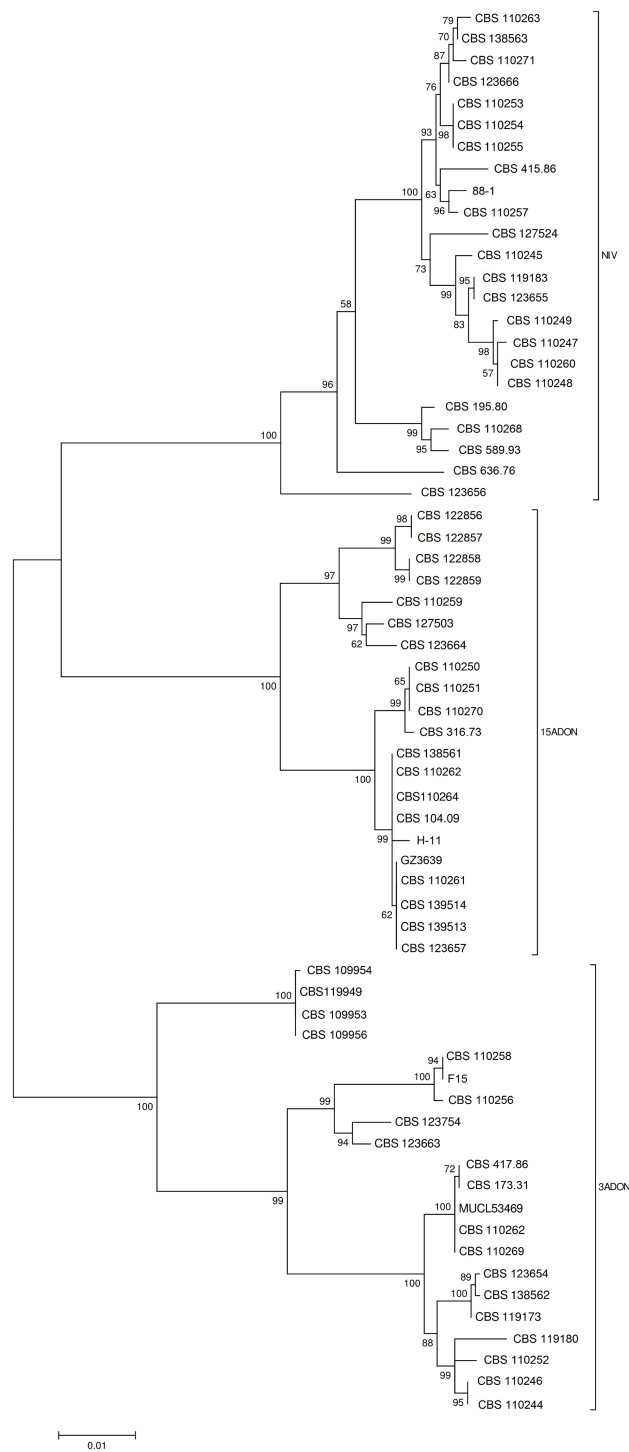 79
CBS 110263
70
CBS 138563
87
CBS 110271
76
CBS 123666
CBS 110253
93
98
CBS 110254
CBS 110255
CBS 415.86
100
63
88-1
96
CBS 110257
CBS 127524
73
CBS 110245
NIV
95
CBS 119183
99
CBS 123655
58
83
CBS 110249
98
CBS 110247
57
CBS 110260
CBS 110248
96
CBS 195.80
99
CBS 110268
95
CBS 589.93
100
CBS 636.76
CBS 123656
98
CBS 122856
99
CBS 122857
CBS 122858
97
99
CBS 122859
CBS 110259
97
CBS 127503
62
CBS 123664
100
65
CBS 110250
CBS 110251
99
CBS 110270
CBS 316.73
15ADON
CBS 138561
100
CBS 110262
CBS110264
CBS 104.09
99
H-11
GZ3639
CBS 110261
62
CBS 139514
CBS 139513
CBS 123657
CBS 109954
100
CBS119949
CBS 109953
CBS 109956
94
CBS 110258
100
F15
99
CBS 110256
100
CBS 123754
94
CBS 123663
72
CBS 417.86
99
CBS 173.31
3ADON
100
MUCL53469
CBS 110262
CBS 110269
100
89
CBS 123654
100
CBS 138562
CBS 119173
88
CBS 119180
99
CBS 110252
CBS 110246
95
CBS 110244
0.01